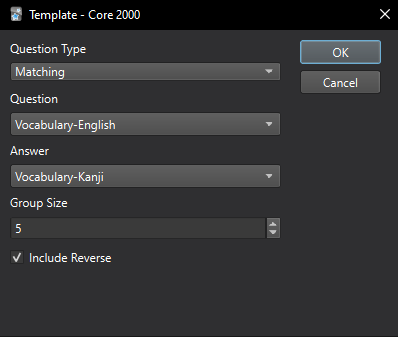 Template - Core 2000
Question Type
OK
Matching
Cancel
Question
Vocabulary-English
Answer
Vocabulary-Kanji
Group Size
5
Include Reverse